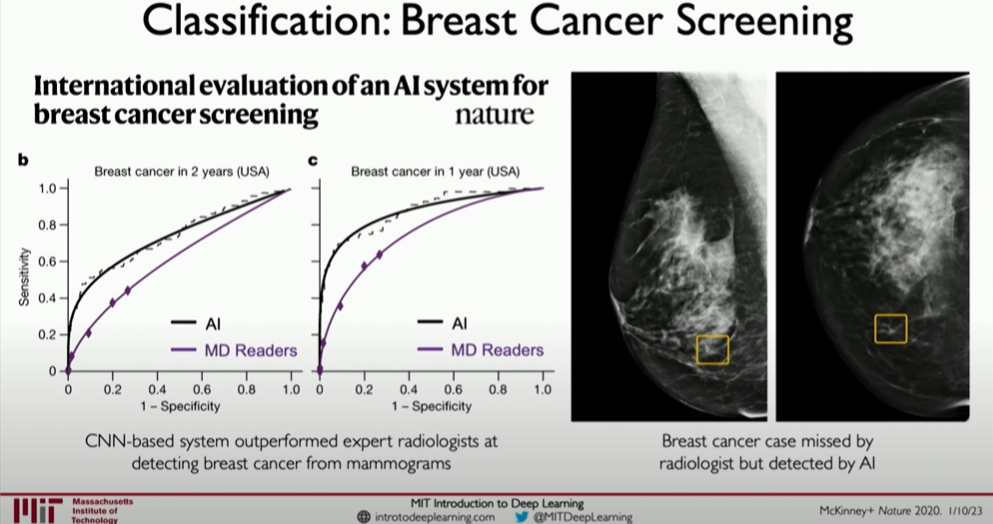 Classification: Breast Cancer Screening
International evaluation of an AI system for
breast cancer screening
nature
b
Breast cancer in 2 years (USA)
Sensitivity
1.0
0.8
0.6
0.4
0.2
0
0
0.2
0.4
0.6
0.8
1.0
1 – Specificity
AI
MD Readers
c
Breast cancer in 1 year (USA)
0
0.2
0.4
0.6
0.8
1.0
1 – Specificity
AI
MD Readers
CNN-based system outperformed expert radiologists at
detecting breast cancer from mammograms
Breast cancer case missed by
radiologist but detected by AI
Massachusetts
Institute of
Technology
MIT Introduction to Deep Learning
introtodeeplearning.com @MITDeepLearning
McKinney+ Nature 2020. 1/10/23